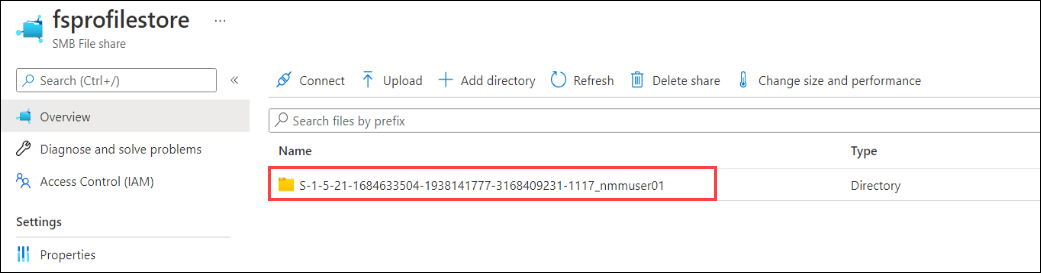 fsprofilestore ...
SMB File share
Search (Ctrl+/) «
Connect Upload Add directory Refresh Delete share Change size and performance
Overview
Search files by prefix
Diagnose and solve problems
Name Type
Access Control (IAM)
S-1-5-21-1684633504-1938141777-3168409231-1117_nmmuser01 Directory
Settings
Properties